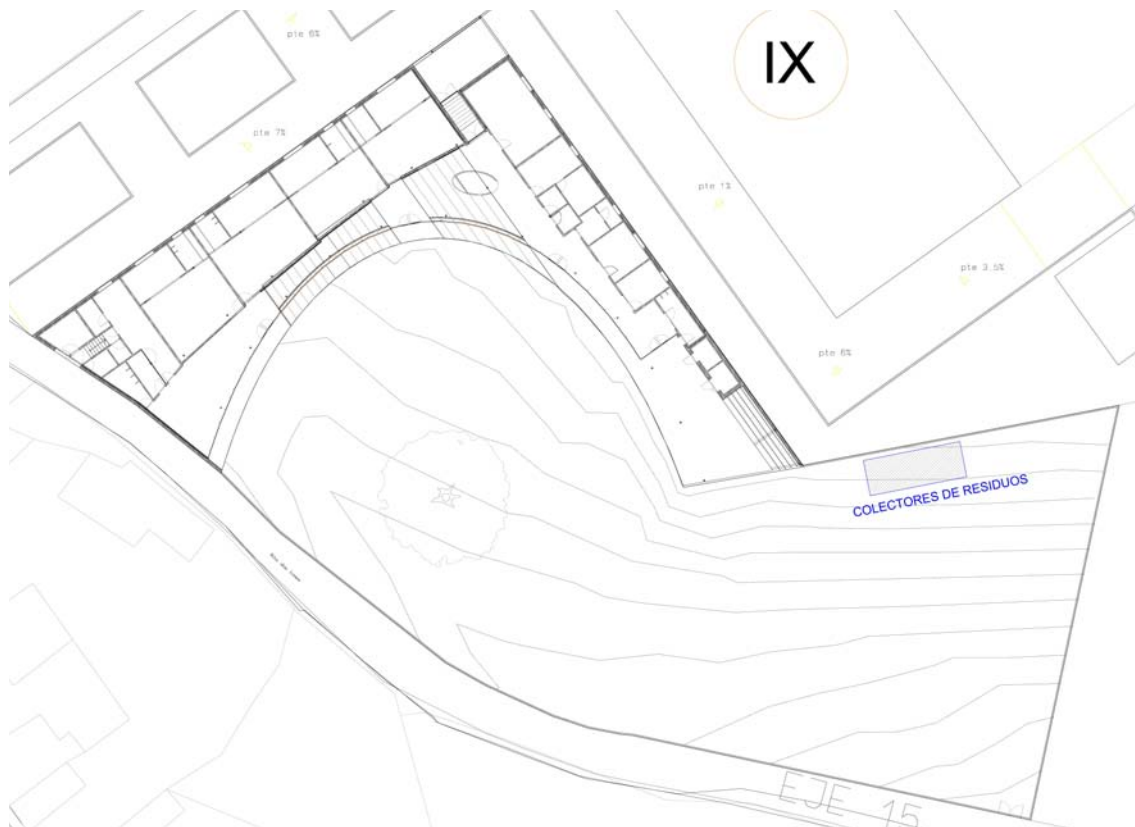 pte 6%
IX
pte 7%
pte 1%
pte 3.5%
pte 6%
COLECTORES DE RESIDUOS
EJE 15